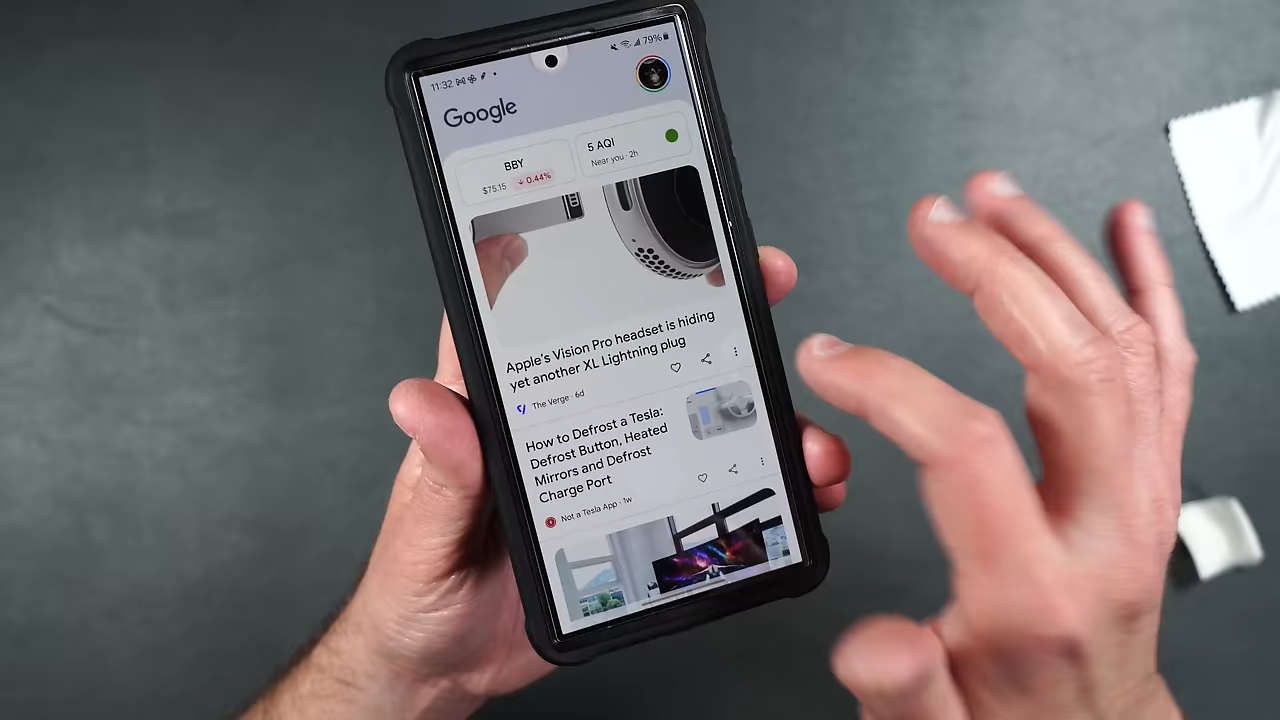 11:32
79%
Google
BBY
$75.15 ↓ 0.44%
5 AQI
Near you · 2h
Apple's Vision Pro headset is hiding
yet another XL Lightning plug
The Verge · 6d
How to Defrost a Tesla:
Defrost Button, Heated
Mirrors and Defrost
Charge Port
Not a Tesla App · 1w